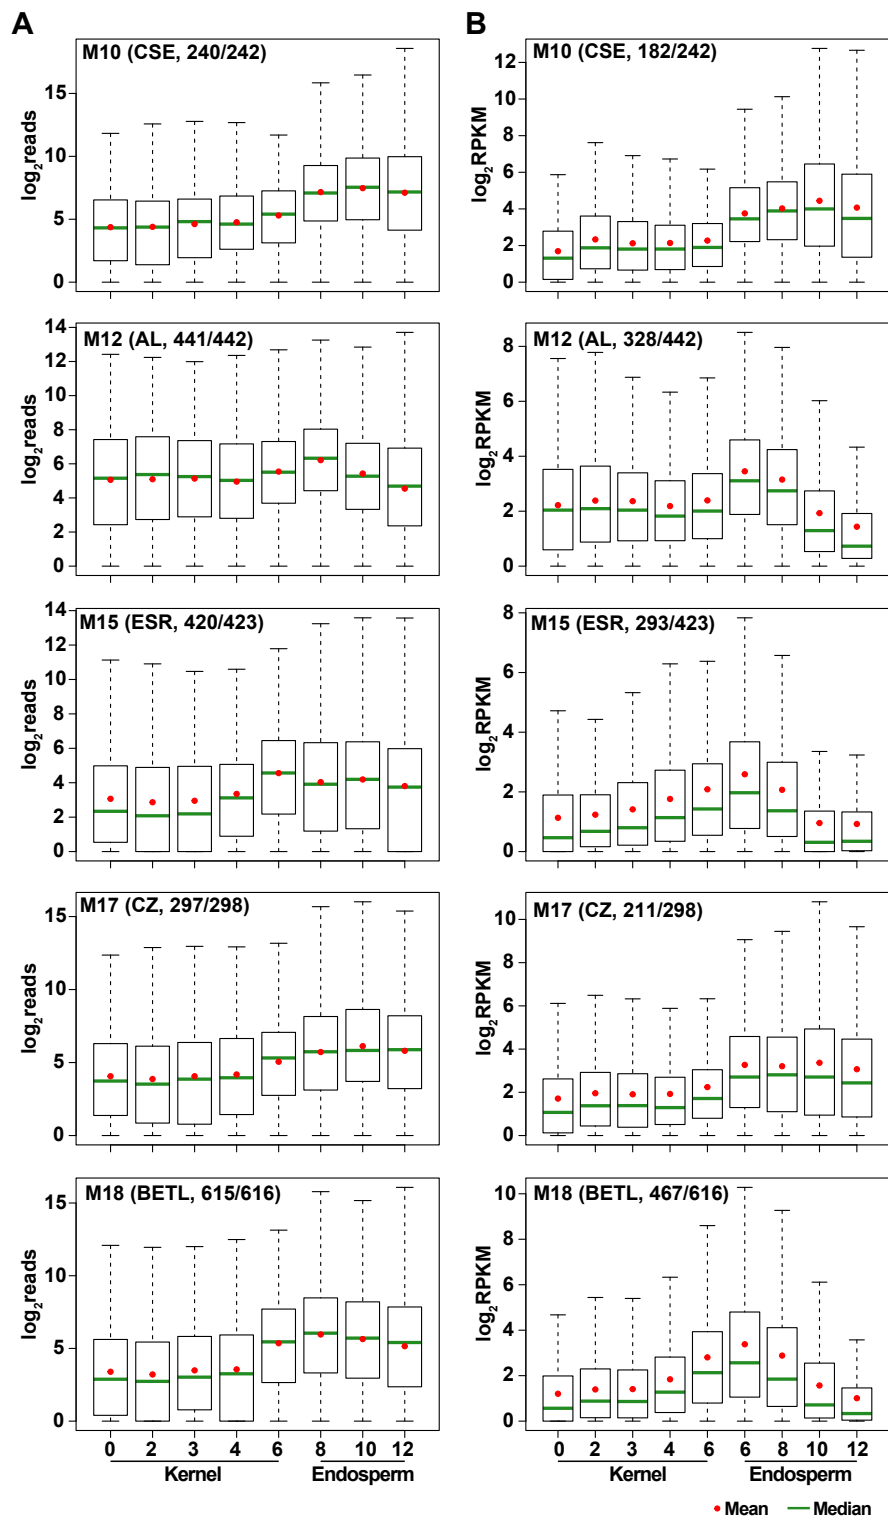 A
B
M10 (CSE, 240/242)
log2reads
15
10
5
0
M10 (CSE, 182/242)
log2RPKM
12
10
8
6
4
2
0
M12 (AL, 441/442)
log2reads
14
12
10
8
6
4
2
0
M12 (AL, 328/442)
log2RPKM
8
6
4
2
0
M15 (ESR, 420/423)
log2reads
14
12
10
8
6
4
2
0
M15 (ESR, 293/423)
log2RPKM
8
6
4
2
0
M17 (CZ, 297/298)
log2reads
15
10
5
0
M17 (CZ, 211/298)
log2RPKM
10
8
6
4
2
0
M18 (BETL, 615/616)
log2reads
15
10
5
0
M18 (BETL, 467/616)
log2RPKM
10
8
6
4
2
0
0 2 3 4 6 8 10 12
Kernel Endosperm
0 2 3 4 6 6 8 10 12
Kernel Endosperm
Mean Median